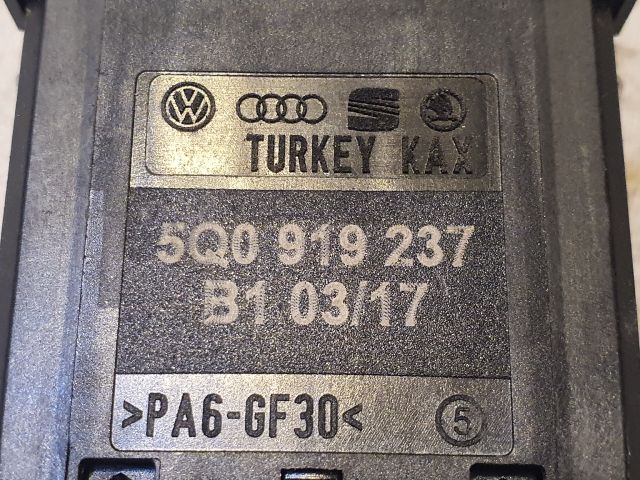 TURKEY KAX
5Q0 919 237
B1 03/17
>PA6-GF30< 5